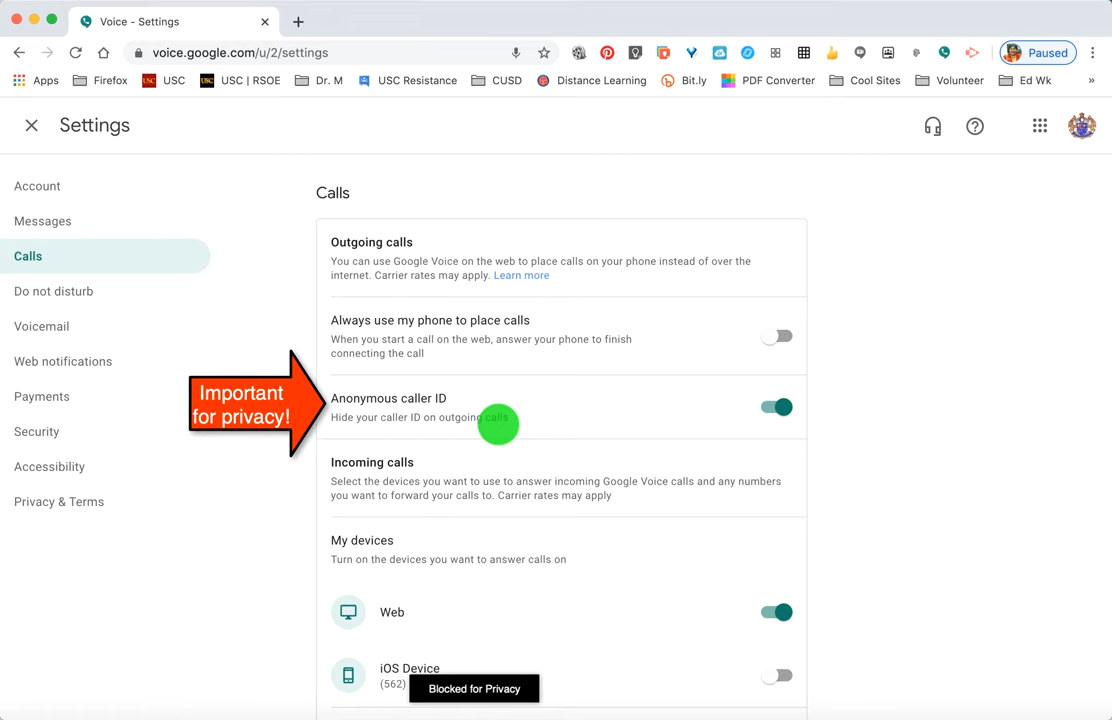 Voice - Settings
voice.google.com/u/2/settings
Paused
Apps Firefox USC USC | RSOE Dr. M USC Resistance CUSD Distance Learning Bit.ly PDF Converter Cool Sites Volunteer Ed Wk »
Settings
Account
Messages
Calls
Do not disturb
Voicemail
Web notifications
Payments
Security
Accessibility
Privacy & Terms
Calls
Outgoing calls
You can use Google Voice on the web to place calls on your phone instead of over the
internet. Carrier rates may apply. Learn more
Always use my phone to place calls
When you start a call on the web, answer your phone to finish
connecting the call
Important
for privacy!
Anonymous caller ID
Hide your caller ID on outgoing calls
Incoming calls
Select the devices you want to use to answer incoming Google Voice calls and any numbers
you want to forward your calls to. Carrier rates may apply
My devices
Turn on the devices you want to answer calls on
Web
iOS Device
(562)
Blocked for Privacy